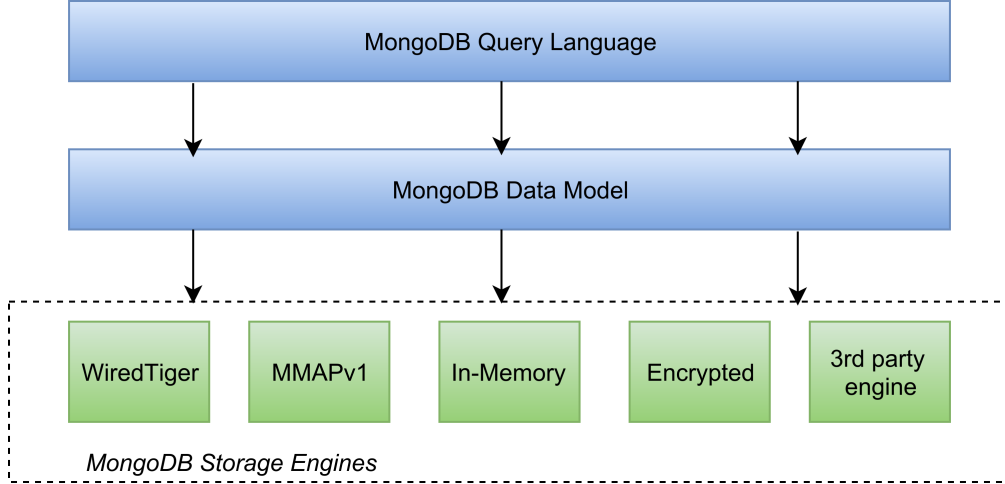 MongoDB Query Language
MongoDB Data Model
WiredTiger
MMAPv1
In-Memory
Encrypted
3rd party
engine
MongoDB Storage Engines